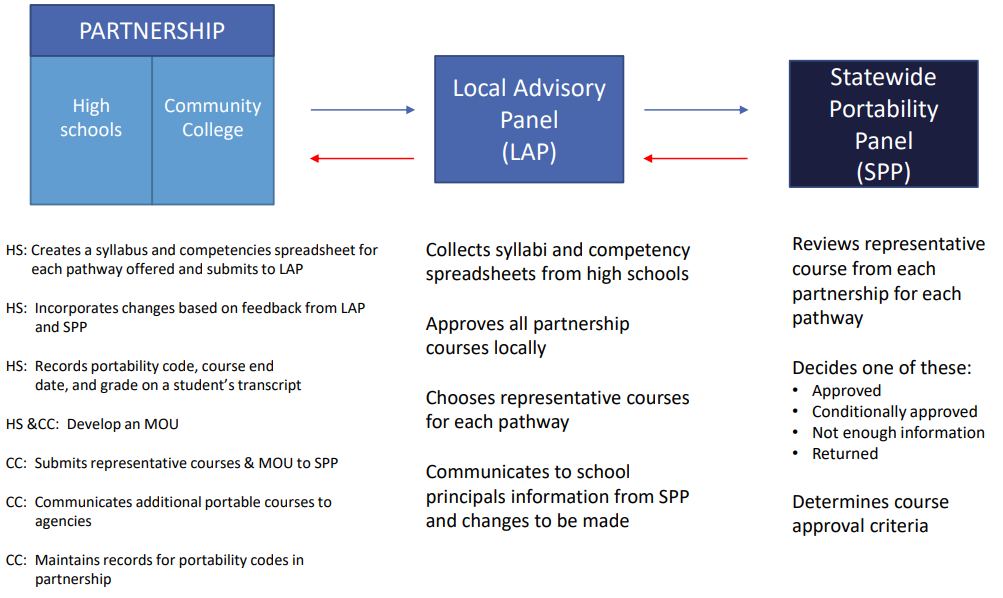 PARTNERSHIP
High
schools
Community
College
Local Advisory
Panel
(LAP)
Statewide
Portability
Panel
(SPP)
HS: Creates a syllabus and competencies spreadsheet for
each pathway offered and submits to LAP
HS: Incorporates changes based on feedback from LAP
and SPP
HS: Records portability code, course end
date, and grade on a student's transcript
HS &CC: Develop an MOU
CC: Submits representative courses & MOU to SPP
CC: Communicates additional portable courses to
agencies
CC: Maintains records for portability codes in
partnership
Collects syllabi and competency
spreadsheets from high schools
Approves all partnership
courses locally
Chooses representative courses
for each pathway
Communicates to school
principals information from SPP
and changes to be made
Reviews representative
course from each
partnership for each
pathway
Decides one of these:
• Approved
• Conditionally approved
• Not enough information
• Returned
Determines course
approval criteria